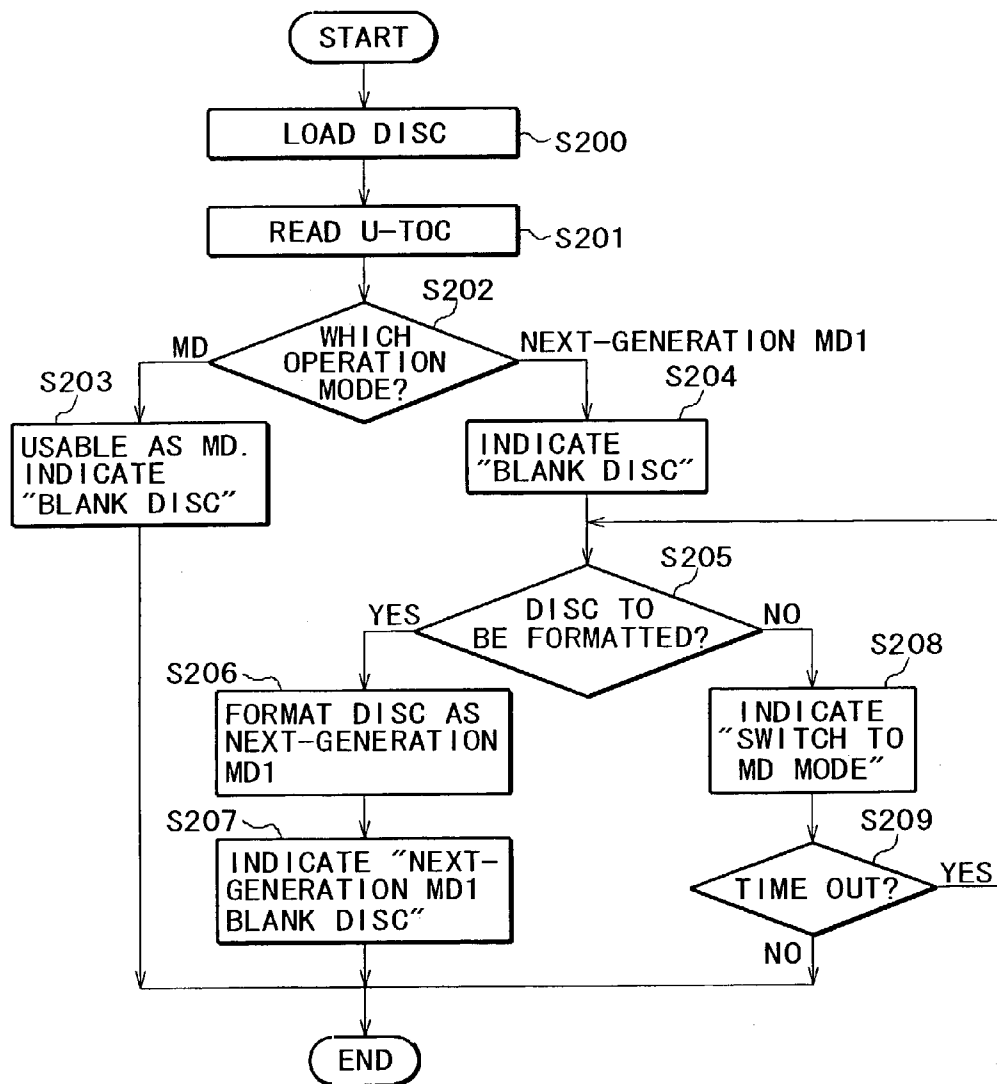 START
LOAD DISC
S200
READ U-TOC
S201
S202
WHICH
OPERATION
MODE?
MD
NEXT-GENERATION MD1
S203
USABLE AS MD.
INDICATE
"BLANK DISC"
S204
INDICATE
"BLANK DISC"
S205
DISC TO
BE FORMATTED?
YES
NO
S206
FORMAT DISC AS
NEXT-GENERATION
MD1
S208
INDICATE
"SWITCH TO
MD MODE"
S207
INDICATE "NEXT-
GENERATION MD1
BLANK DISC"
S209
TIME OUT?
YES
NO
END